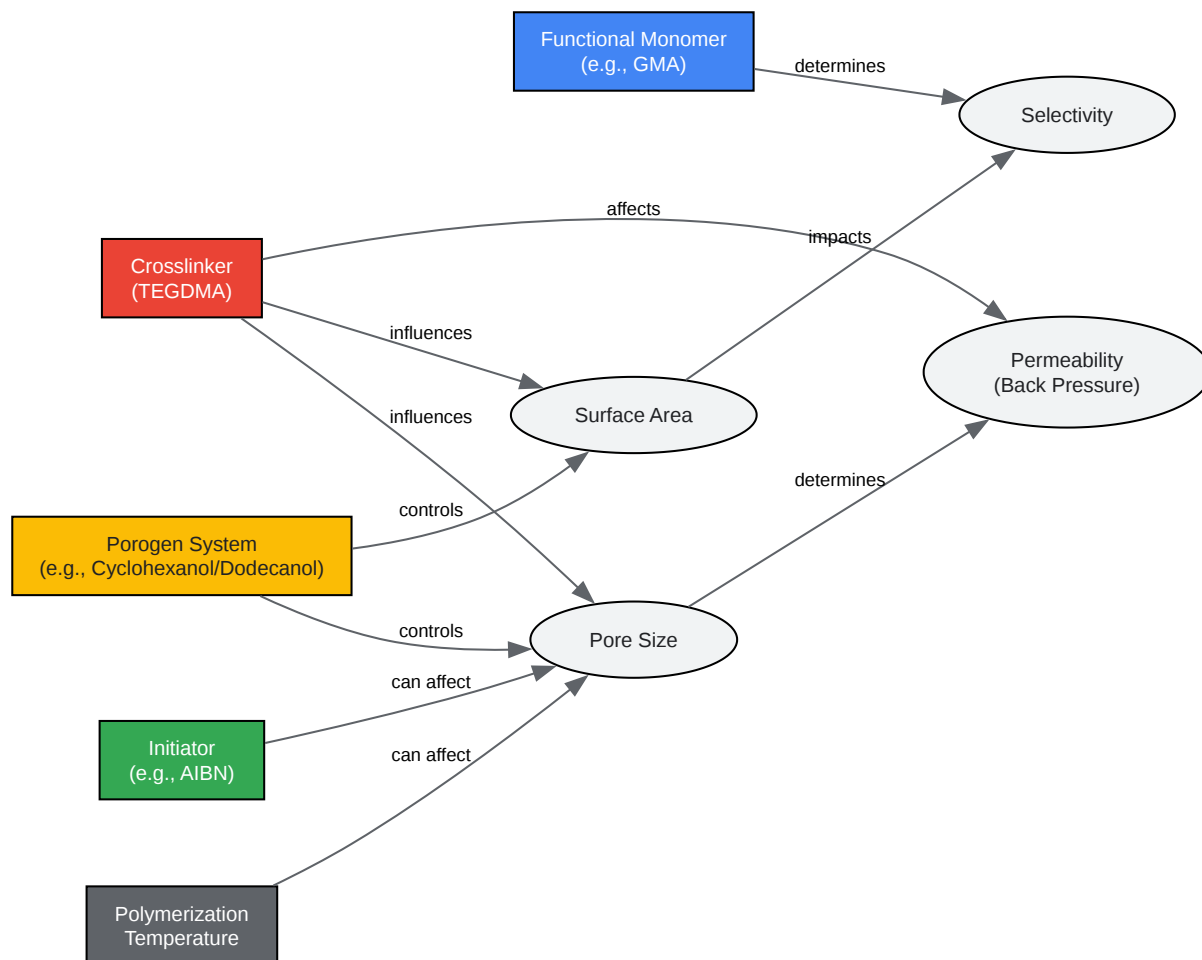 Functional Monomer
(e.g., GMA)
determines
Selectivity
affects
impacts
Crosslinker
(TEGDMA)
influences
Permeability
(Back Pressure)
influences
Surface Area
determines
controls
Porogen System
(e.g., Cyclohexanol/Dodecanol)
controls
Pore Size
can affect
Initiator
(e.g., AIBN)
can affect
Polymerization
Temperature